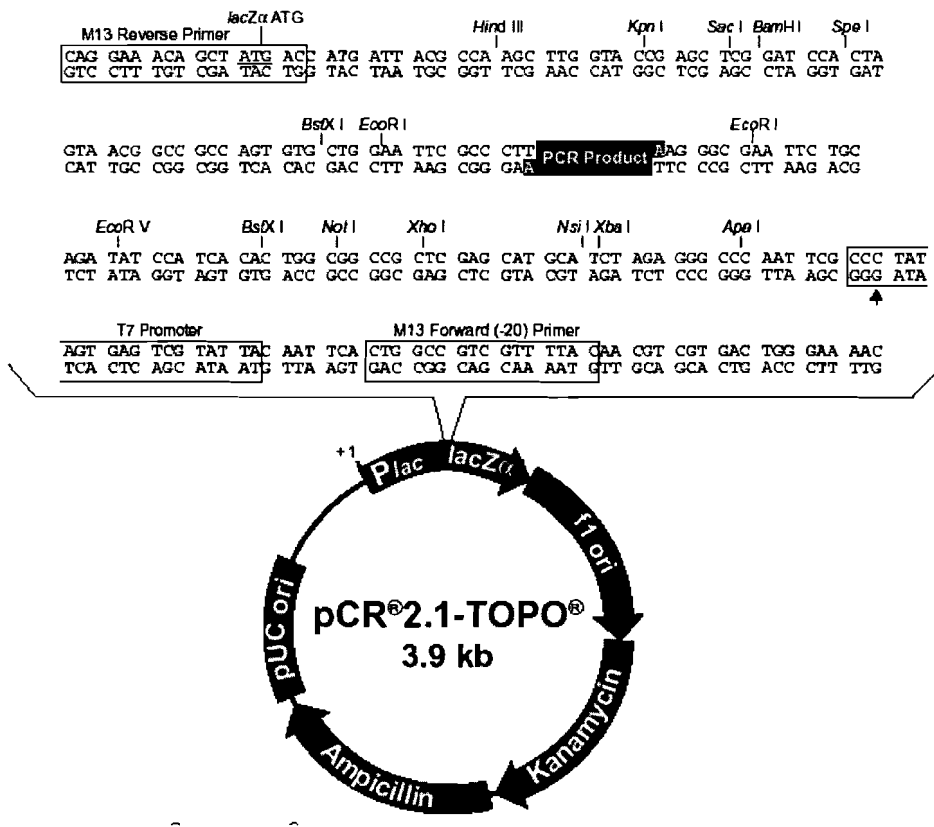 lacZα ATG
M13 Reverse Primer
Hind III Kpn I Sac I BamH I Spe I
CAG GAA ACA GCT ATG ACC ATG ATT ACG CCA AGC TTG GTA CCG AGC TCG GAT CCA CTA
GTC CTT TGT CGA TAC TGG TAC TAA TGC GGT TCG AAC CAT GGC TCG AGC CTA GGT GAT
BstX I EcoR I EcoR I
GTA ACG GCC GCC AGT GTG CTG GAA TTC GCC CTT PCR Product AAG GGC GAA TTC TGC
CAT TGC CGG CGG TCA CAC GAC CTT AAG CGG GAA TTC CCG CTT AAG ACG
EcoR V BstX I Not I Xho I Nsi I Xba I Apa I
AGA TAT CCA TCA CAC TGG CGG CCG CTC GAG CAT GCA TCT AGA GGG CCC AAT TCG CCC TAT
TCT ATA GGT AGT GTG ACC GCC GGC GAG CTC GTA CGT AGA TCT CCC GGG TTA AGC GGG ATA
T7 Promoter M13 Forward (-20) Primer
AGT GAG TCG TAT TAC AAT TCA CTG GCC GTC GTT TTA CAA CGT CGT GAC TGG GAA AAC
TCA CTC AGC ATA ATG TTA AGT GAC CGG CAG CAA AAT GTT GCA GCA CTG ACC CTT TTG
+1
Plac lacZα
f1 ori
pUC ori
pCR®2.1-TOPO®
3.9 kb
Kanamycin
Ampicillin